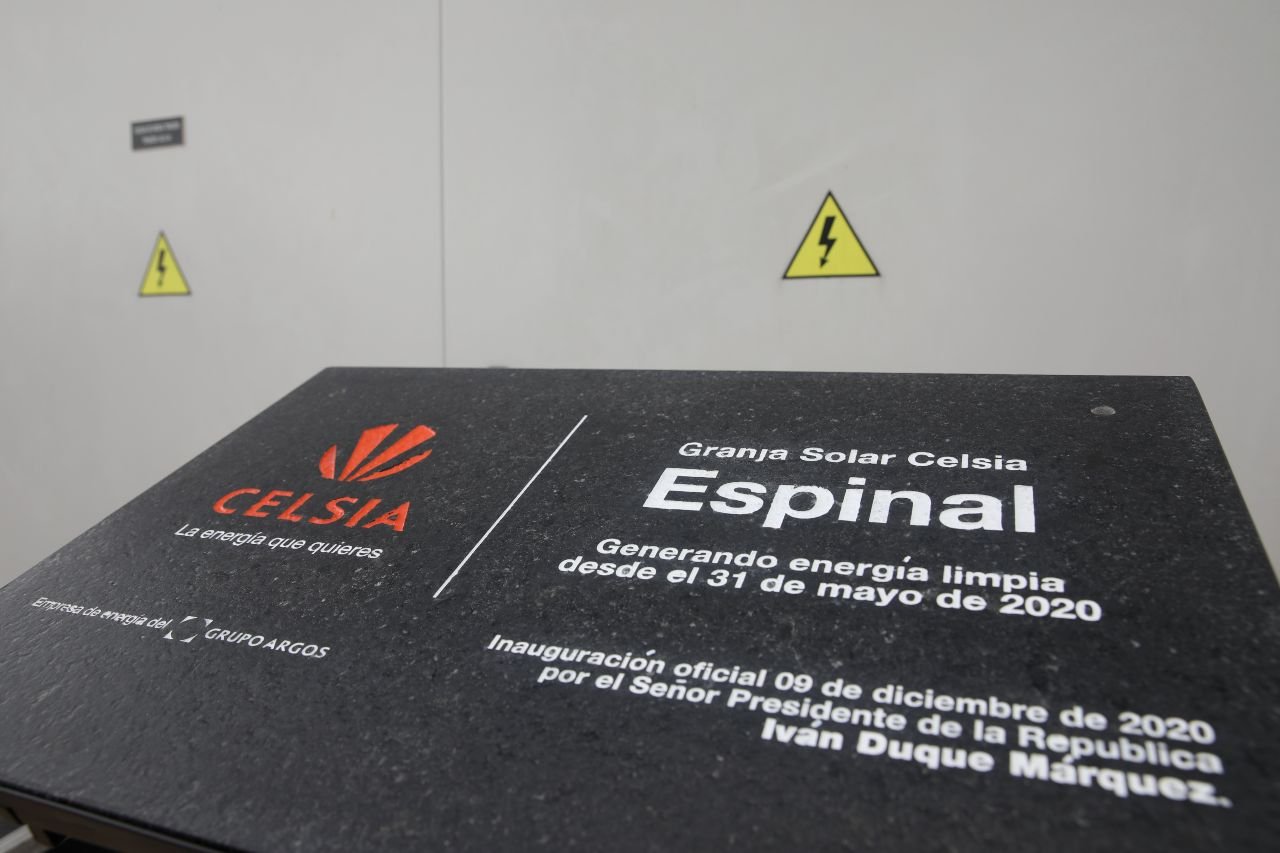 CELSIA
La energía que quieres
Empresa de energía del GRUPO ARGOS
Granja Solar Celsia
Espinal
Generando energía limpia
desde el 31 de mayo de 2020
Inauguración oficial 09 de diciembre de 2020
por el Señor Presidente de la Republica
Iván Duque Márquez.